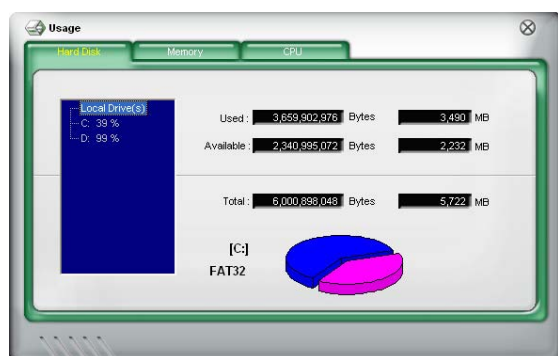 Usage
Hard Disk Memory CPU
Local Drive(s)
C: 39 %
D: 99 %
Used : 3,659,902,976 Bytes 3,490 MB
Available : 2,340,995,072 Bytes 2,232 MB
Total : 6,000,898,048 Bytes 5,722 MB
[C:]
FAT32